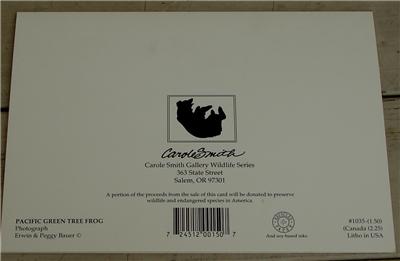 Carole Smith
Carole Smith Gallery Wildlife Series
363 State Street
Salem, OR 97301
A portion of the proceeds from the sale of this card will be donated to preserve
wildlife and endangered species in America.
PACIFIC GREEN TREE FROG
Photograph
Erwin & Peggy Bauer ©
7 24512 00150 7
And soy-based inks
#1035-(1.50)
(Canada (2.25)
Litho in USA